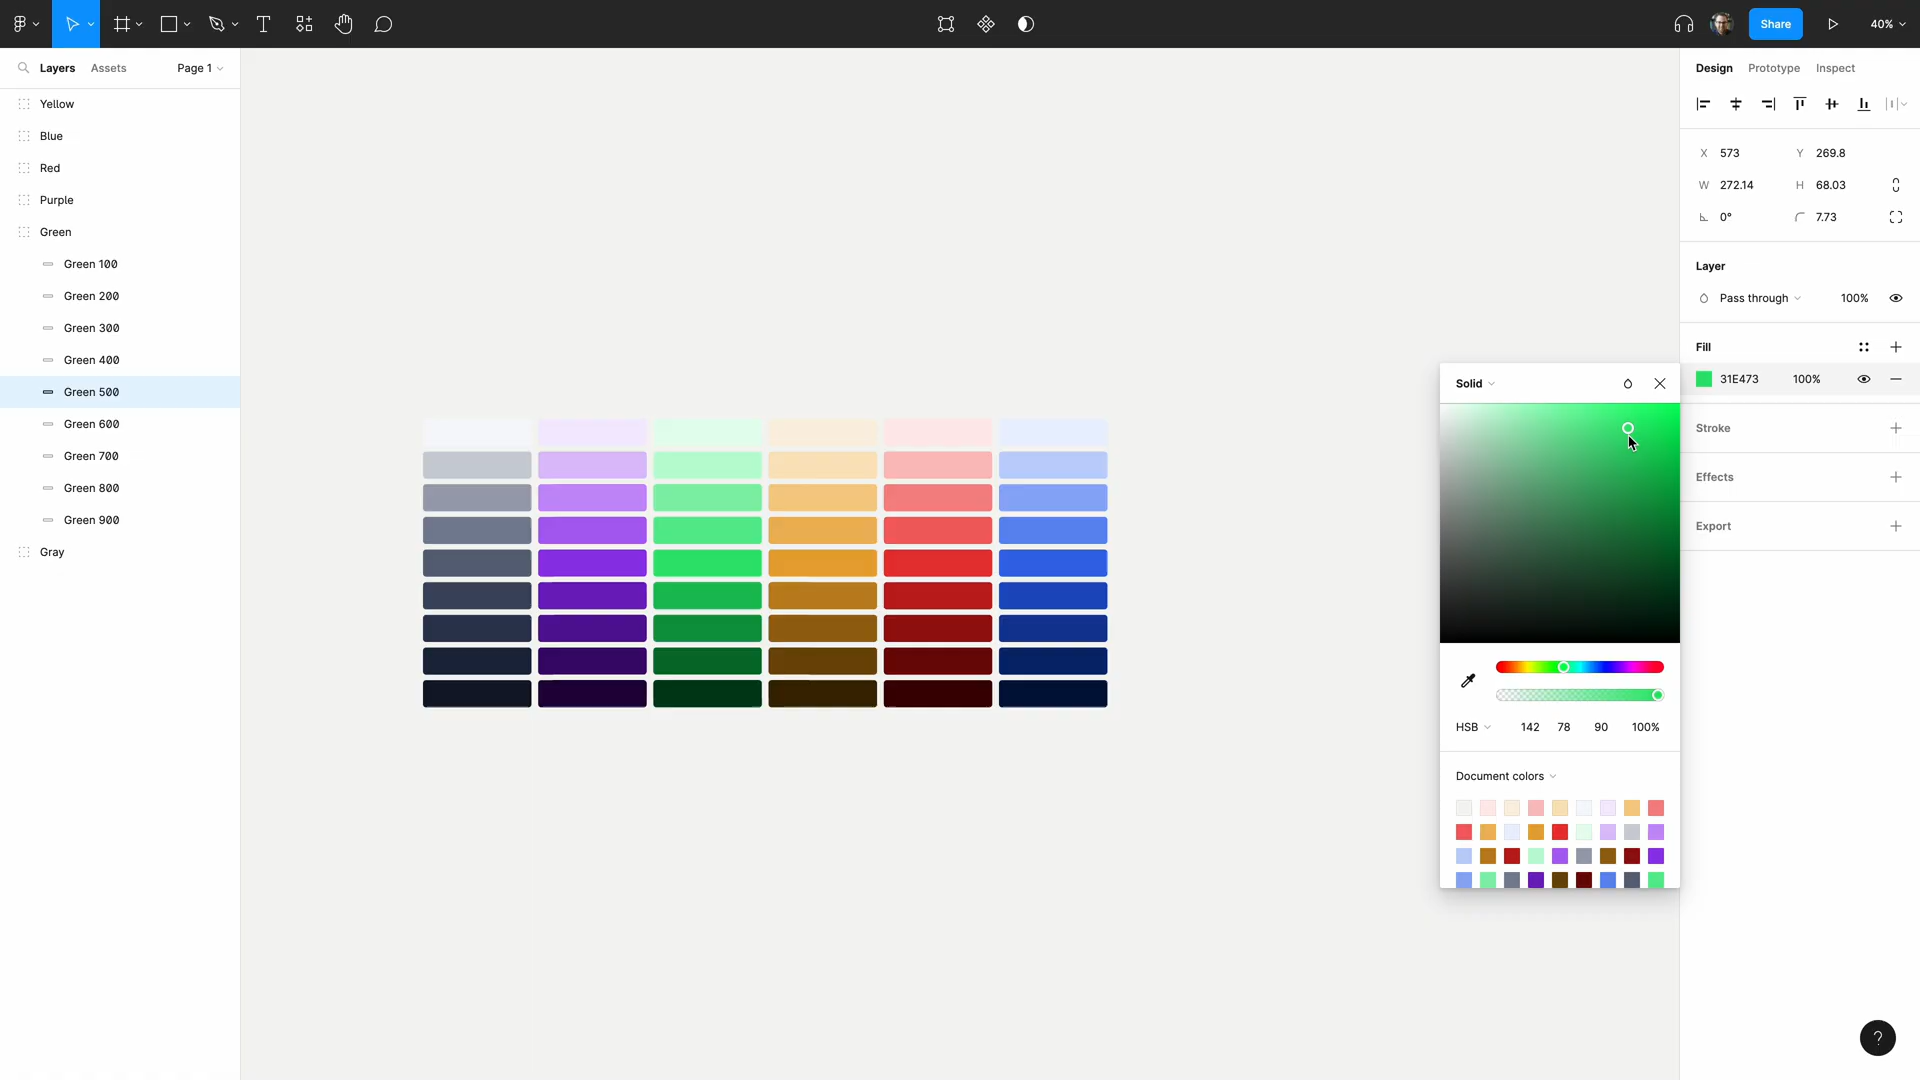 Share
40%
Layers
Assets
Page 1
Yellow
Blue
Red
Purple
Green
Green 100
Green 200
Green 300
Green 400
Green 500
Green 600
Green 700
Green 800
Green 900
Gray
Design
Prototype
Inspect
X 573
Y 269.8
W 272.14
H 68.03
0°
7.73
Layer
Pass through
100%
Fill
31E473
100%
Stroke
Effects
Export
Solid
HSB
142
78
90
100%
Document colors
?